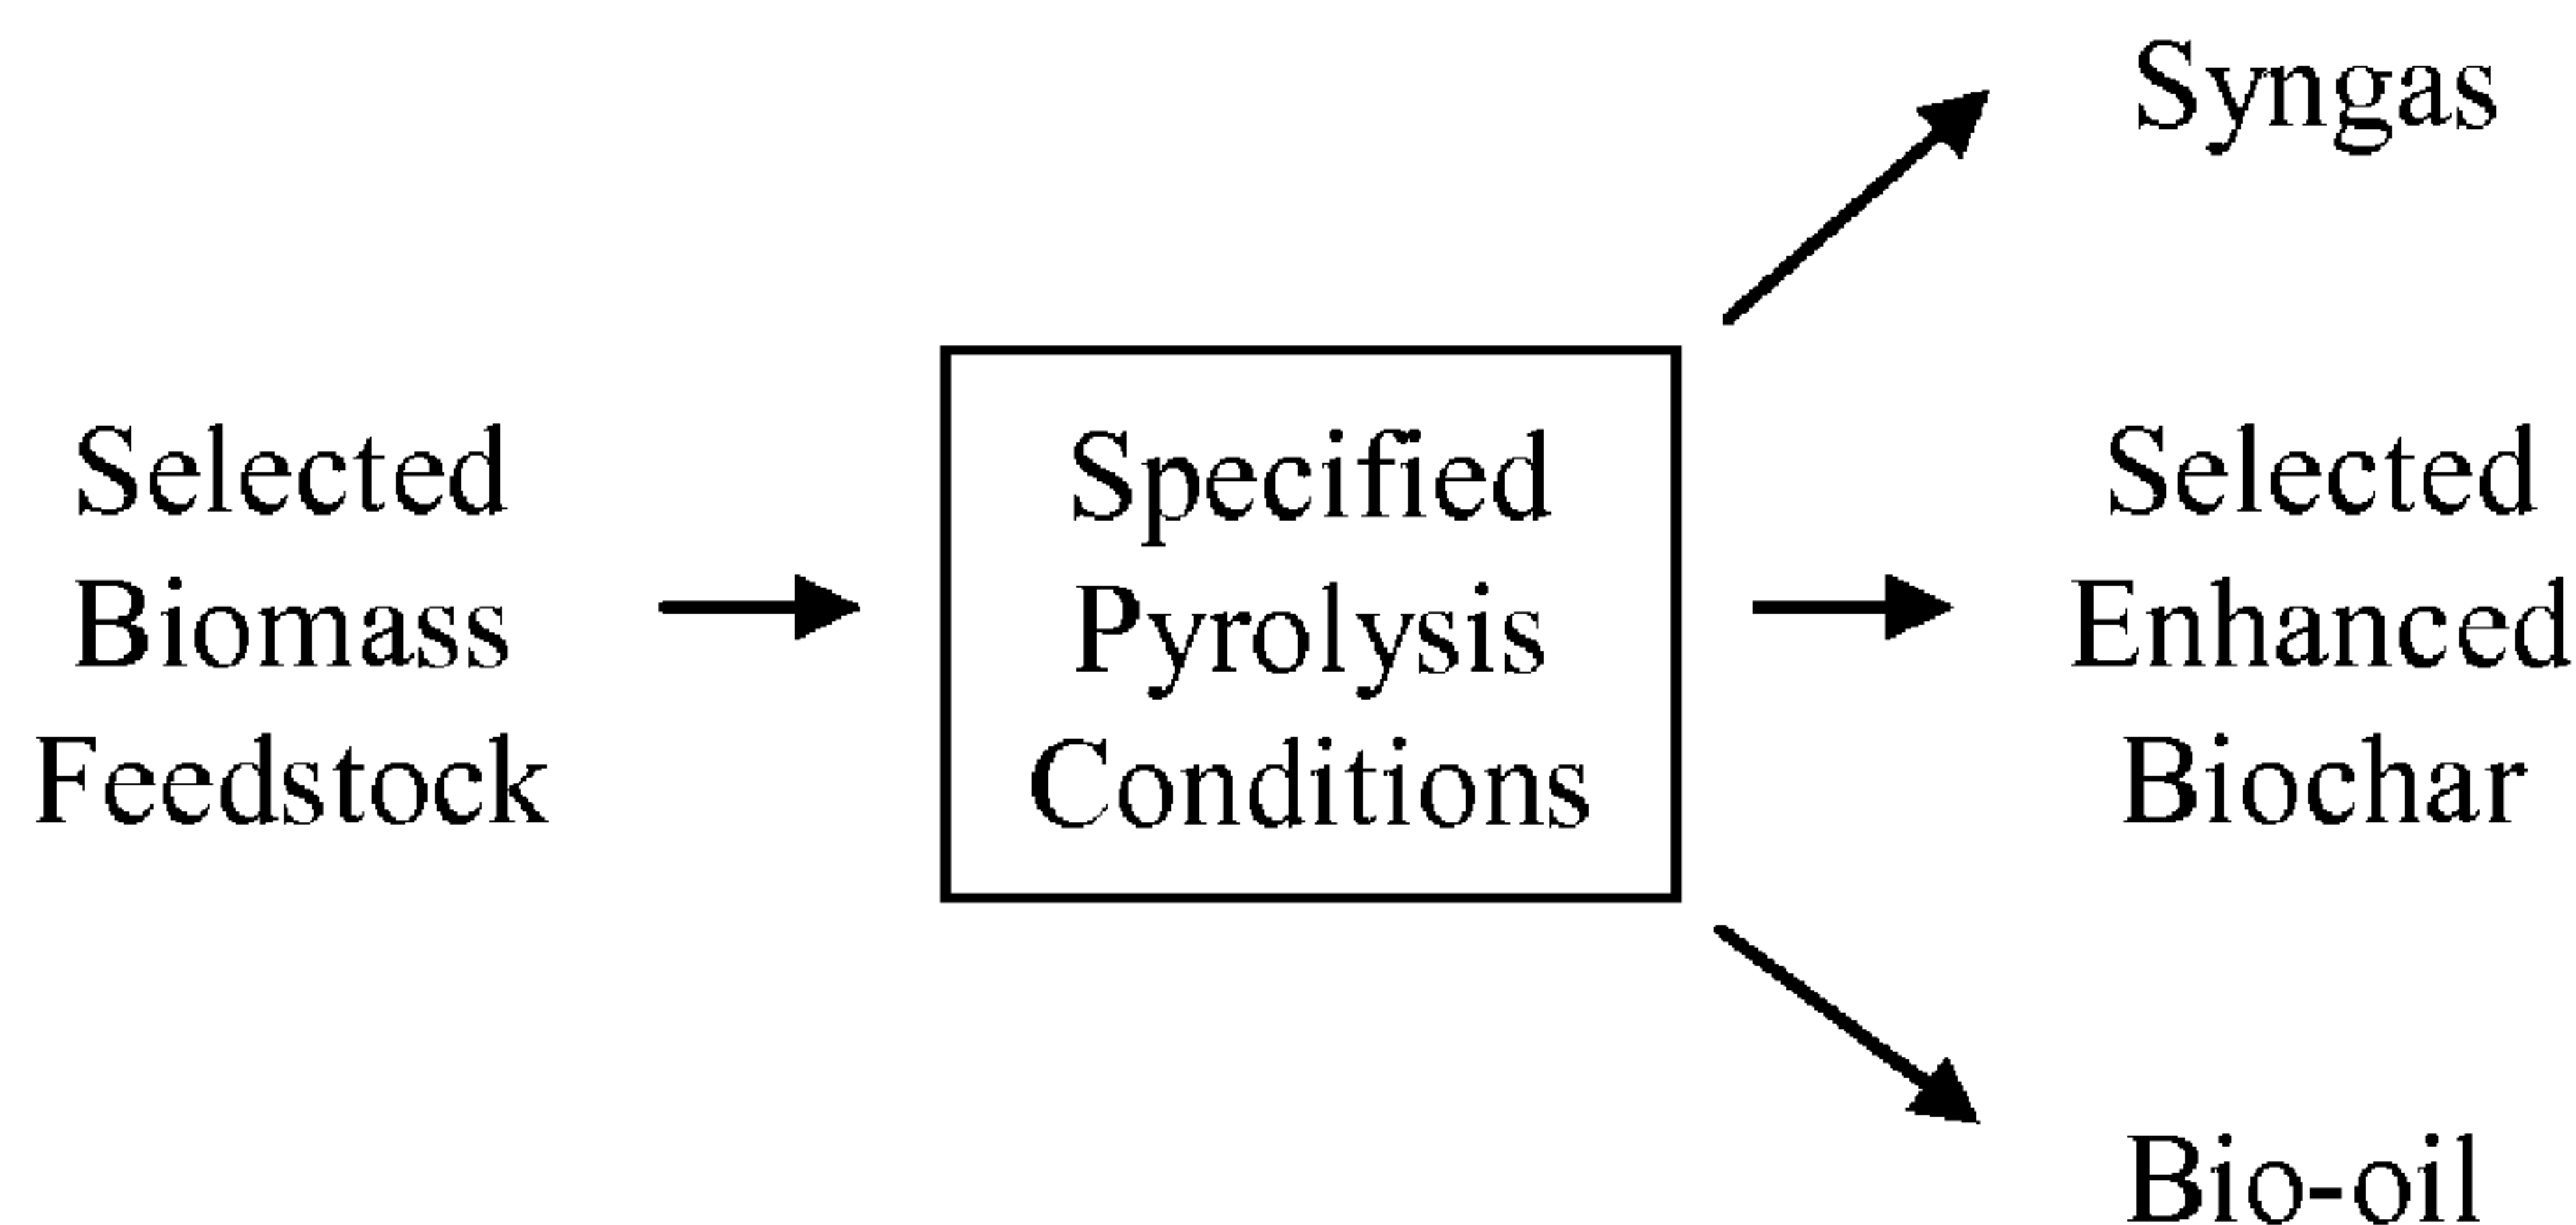 Selected
Biomass
Feedstock
Specified
Pyrolysis
Conditions
Syngas
Selected
Enhanced
Biochar
Bio-oil